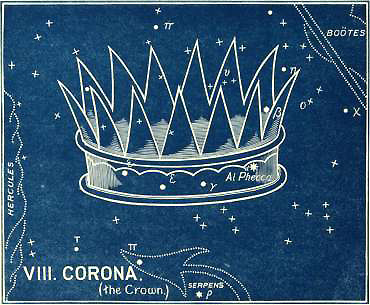 π
BOÖTES
υ
η
β
ο
χ
HERCULES
ε
Al Phecca
ξ
γ
τ
π
VIII. CORONA.
(the Crown.)
SERPENS
ρ